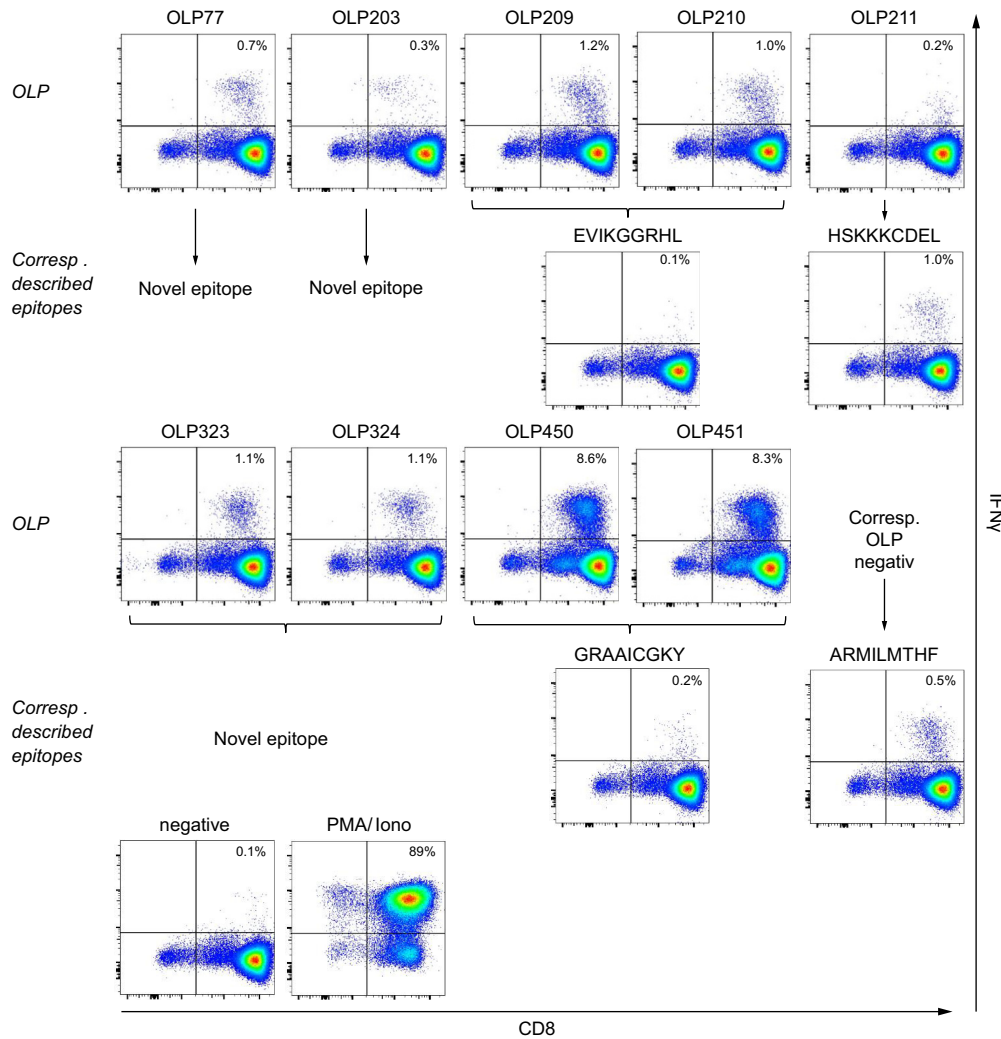 OLP77 OLP203 OLP209 OLP210 OLP211
OLP
0.7% 0.3% 1.2% 1.0% 0.2%
EVIKGGRHL HSKKKCDEL
Corresp .
described
epitopes
Novel epitope Novel epitope
0.1% 1.0%
OLP323 OLP324 OLP450 OLP451
OLP
1.1% 1.1% 8.6% 8.3%
Corresp.
OLP
negativ
GRAAICGKY ARMILMTHF
Corresp .
described
epitopes
Novel epitope
0.2% 0.5%
negative PMA/Iono
0.1% 89%
CD8
IFNγ